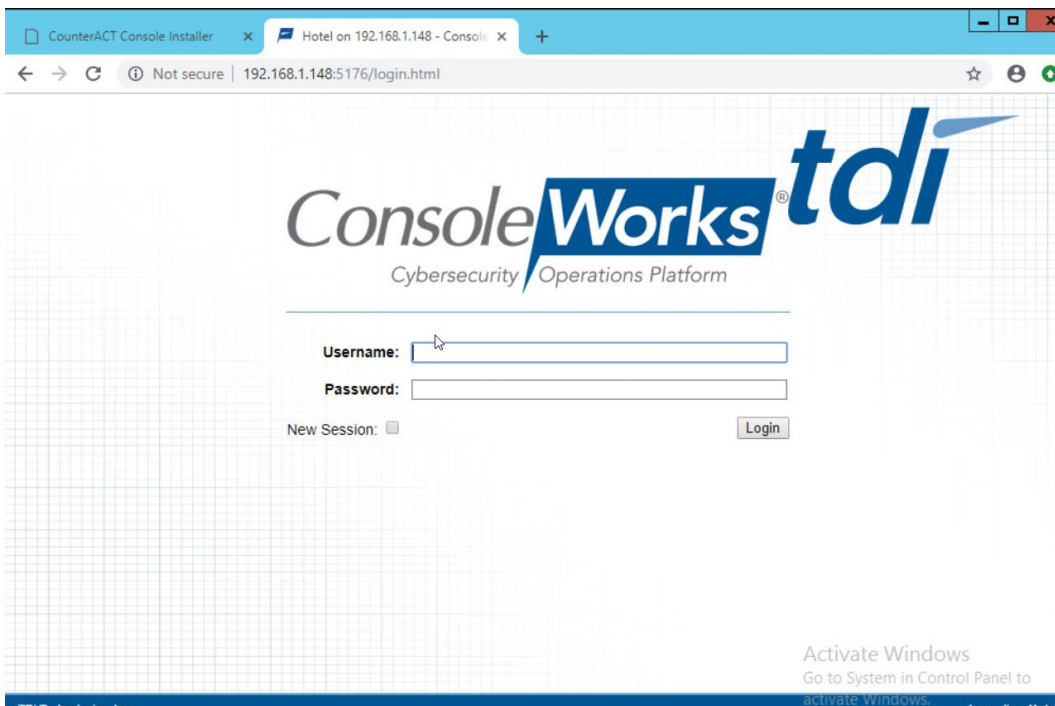 CounterACT Console Installer
Hotel on 192.168.1.148 - Console
Not secure | 192.168.1.148:5176/login.html
tdi
ConsoleWorks®
Cybersecurity Operations Platform
Username:
Password:
New Session:
Login
Activate Windows
Go to System in Control Panel to
activate Windows.